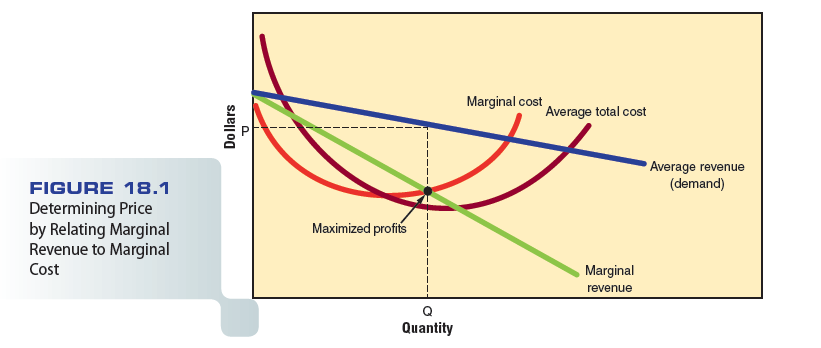 FIGURE 18.1
Determining Price
by Relating Marginal
Revenue to Marginal
Cost
Dollars
P
Marginal cost
Average total cost
Average revenue
(demand)
Maximized profits
Marginal
revenue
Q
Quantity